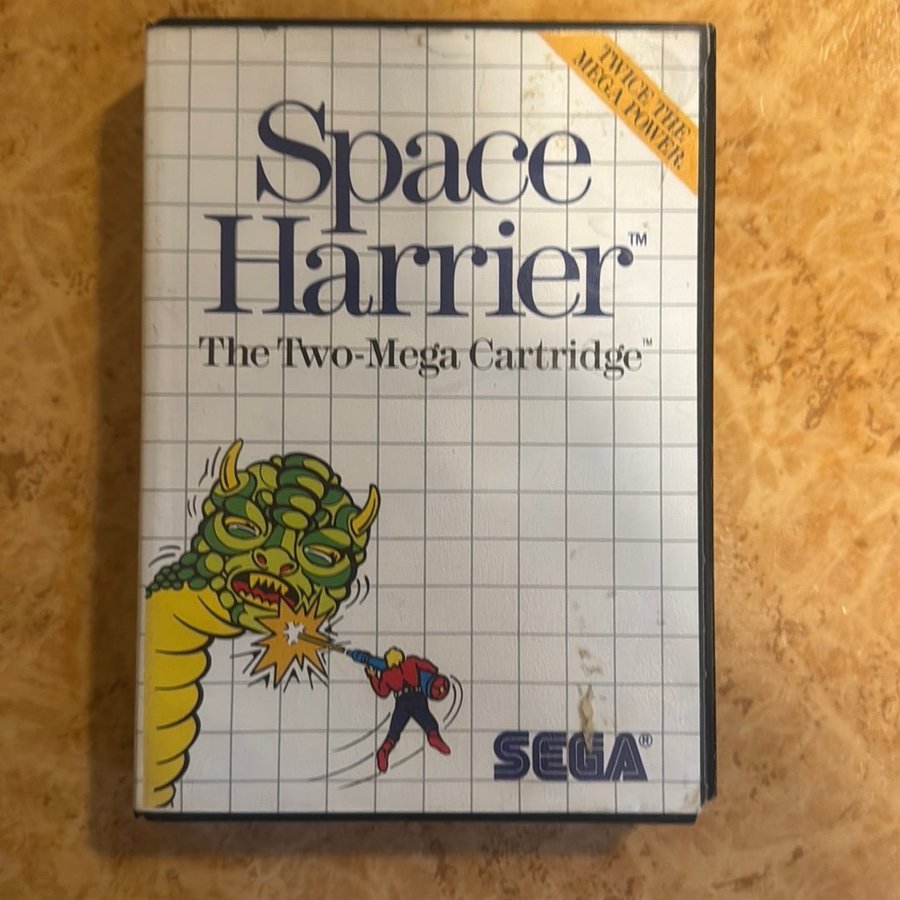 TWICE THE
MEGA POWER.
Space
Harrier™
The Two-Mega Cartridge™
SEGA®